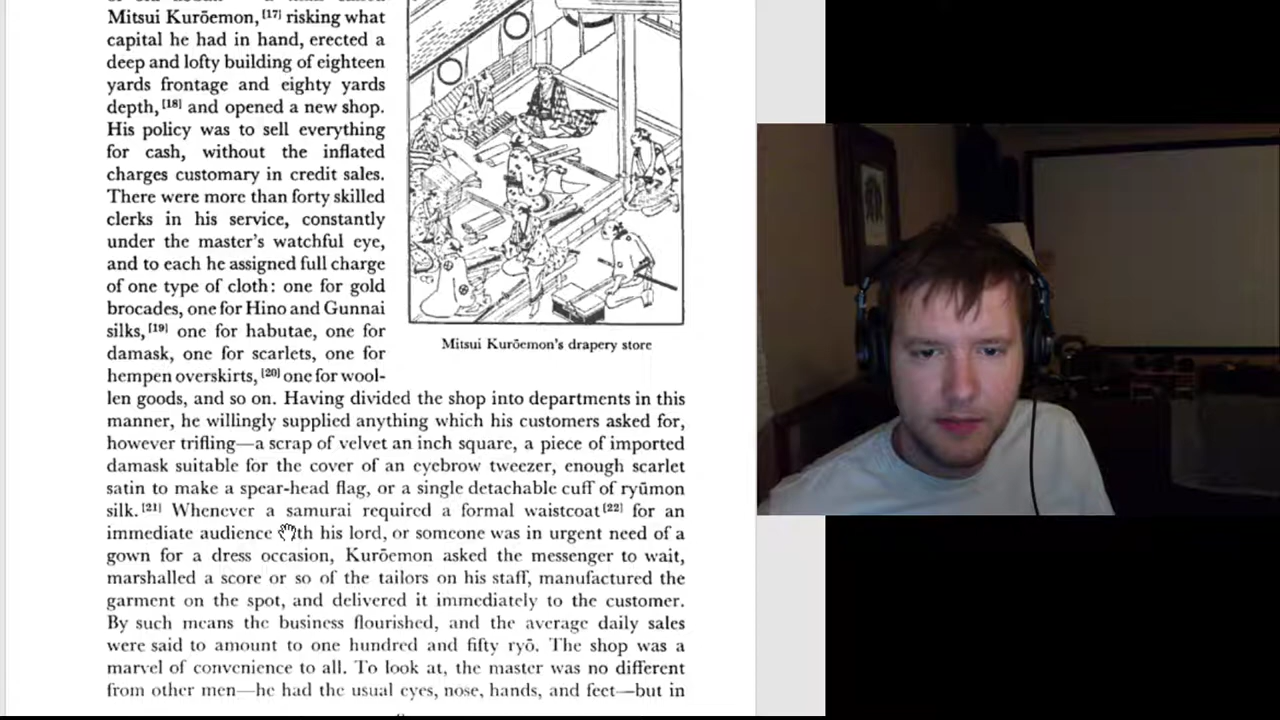 Mitsui Kurōemon, [17] risking what
capital he had in hand, erected a
deep and lofty building of eighteen
yards frontage and eighty yards
depth, [18] and opened a new shop.
His policy was to sell everything
for cash, without the inflated
charges customary in credit sales.
There were more than forty skilled
clerks in his service, constantly
under the master's watchful eye,
and to each he assigned full charge
of one type of cloth: one for gold
brocades, one for Hino and Gunnai
silks, [19] one for habutae, one for
damask, one for scarlets, one for
hempen overskirts, [20] one for wool-
Mitsui Kurōemon's drapery store
len goods, and so on. Having divided the shop into departments in this
manner, he willingly supplied anything which his customers asked for,
however trifling—a scrap of velvet an inch square, a piece of imported
damask suitable for the cover of an eyebrow tweezer, enough scarlet
satin to make a spear-head flag, or a single detachable cuff of ryūmon
silk. [21] Whenever a samurai required a formal waistcoat [22] for an
immediate audience th his lord, or someone was in urgent need of a
gown for a dress occasion, Kurōemon asked the messenger to wait,
marshalled a score or so of the tailors on his staff, manufactured the
garment on the spot, and delivered it immediately to the customer.
By such means the business flourished, and the average daily sales
were said to amount to one hundred and fifty ryō. The shop was a
marvel of convenience to all. To look at, the master was no different
from other men—he had the usual eyes, nose, hands, and feet—but in